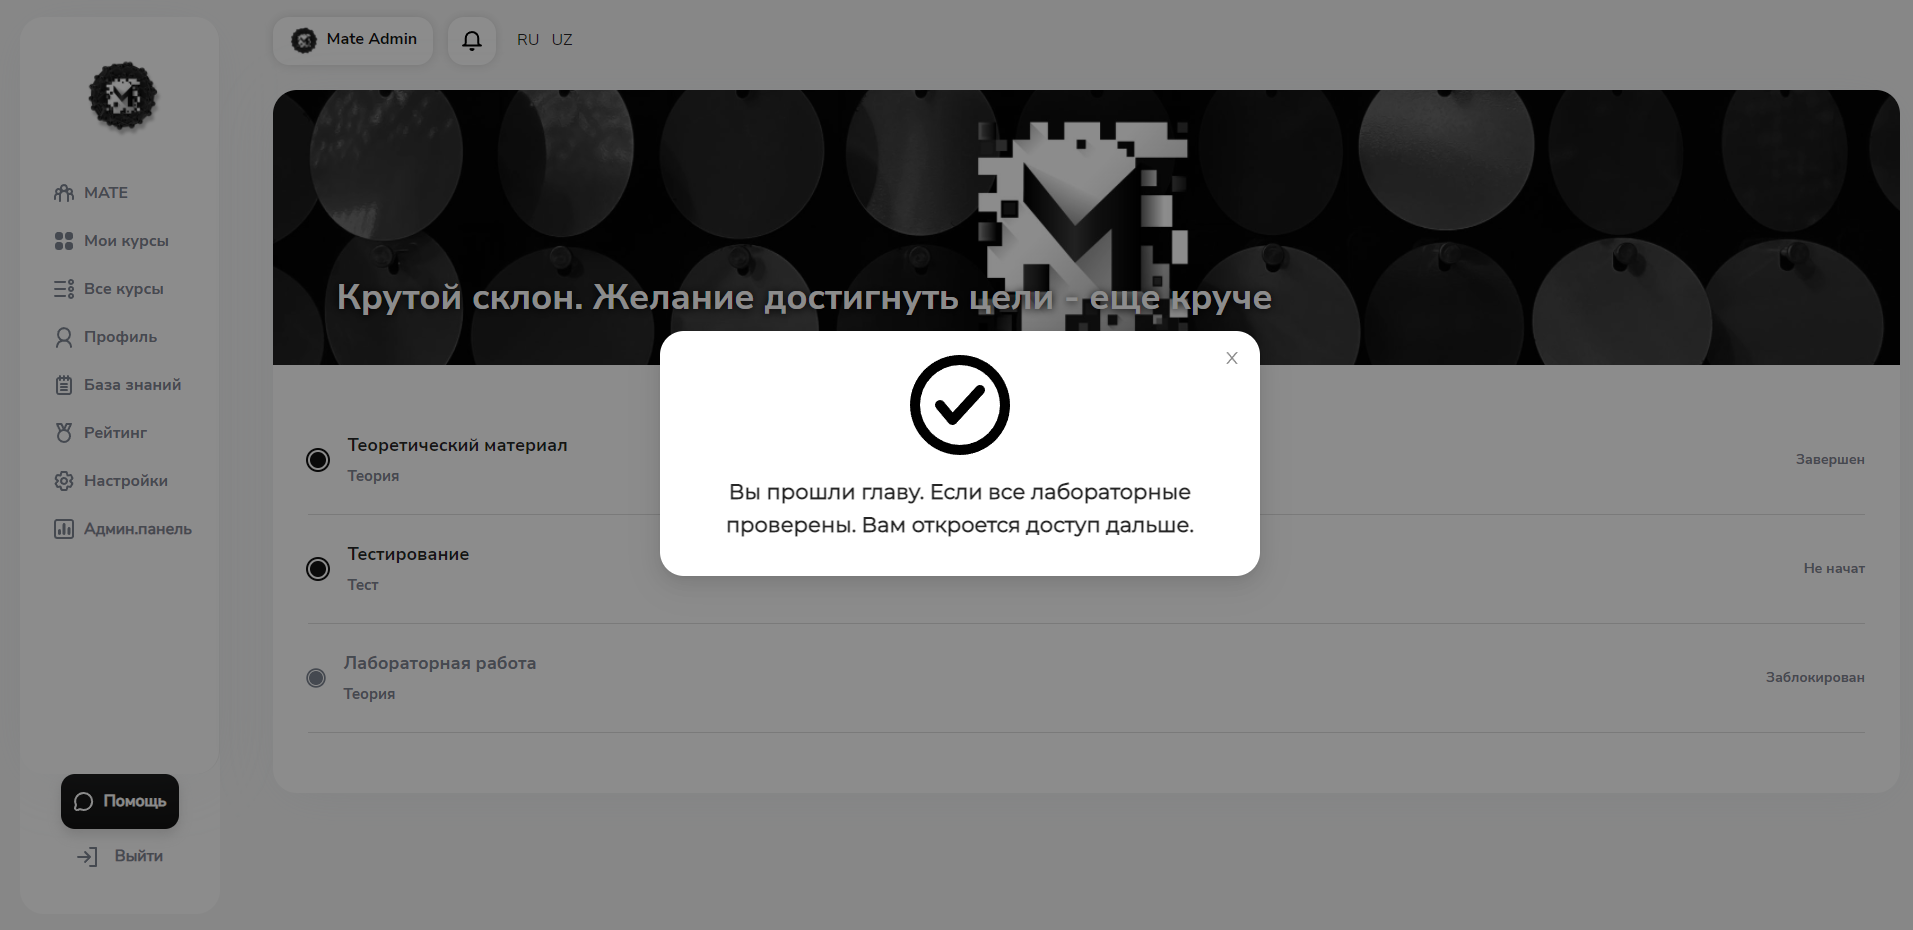 Mate Admin
RU UZ
MATE
Мои курсы
Все курсы
Профиль
База знаний
Рейтинг
Настройки
Админ.панель
Помощь
Выйти
Крутой склон. Желание достигнуть цели - еще круче
X
Вы прошли главу. Если все лабораторные
проверены. Вам откроется доступ дальше.
Теоретический материал
Теория
Завершен
Тестирование
Тест
Не начат
Лабораторная работа
Теория
Заблокирован